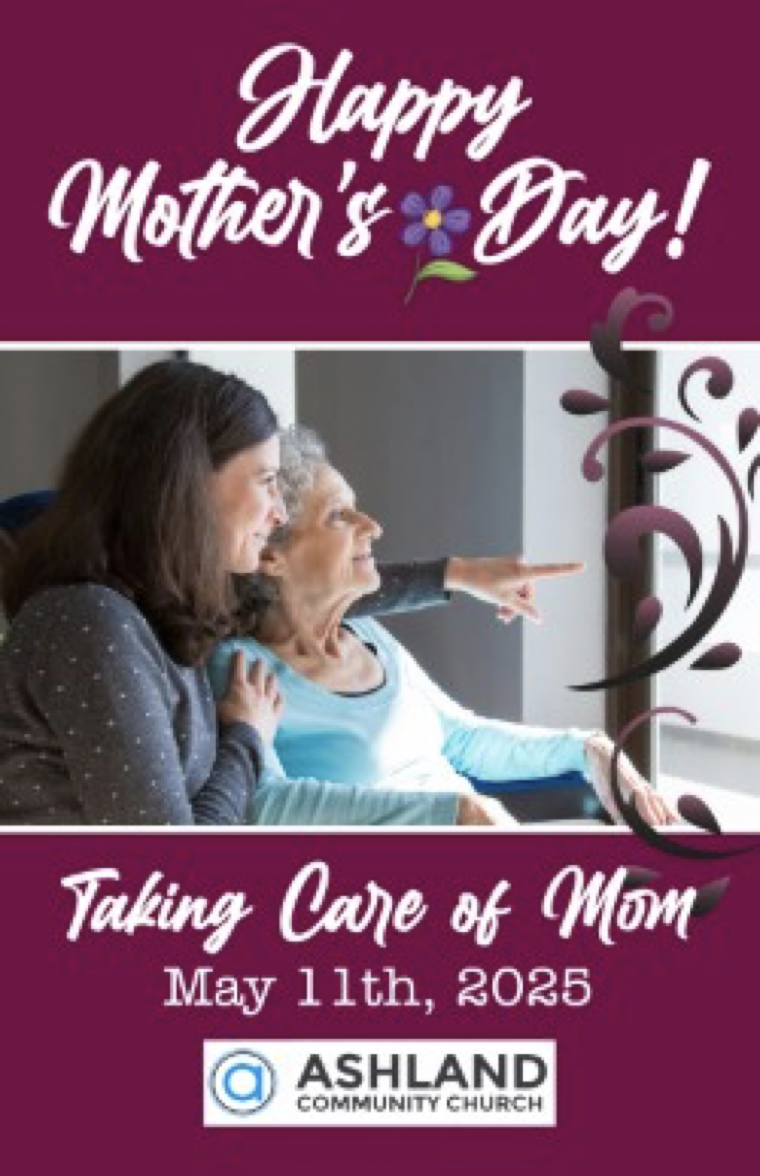 Happy
Mother's Day!
Taking Care of Mom
May 11th, 2025
a ASHLAND
COMMUNITY CHURCH